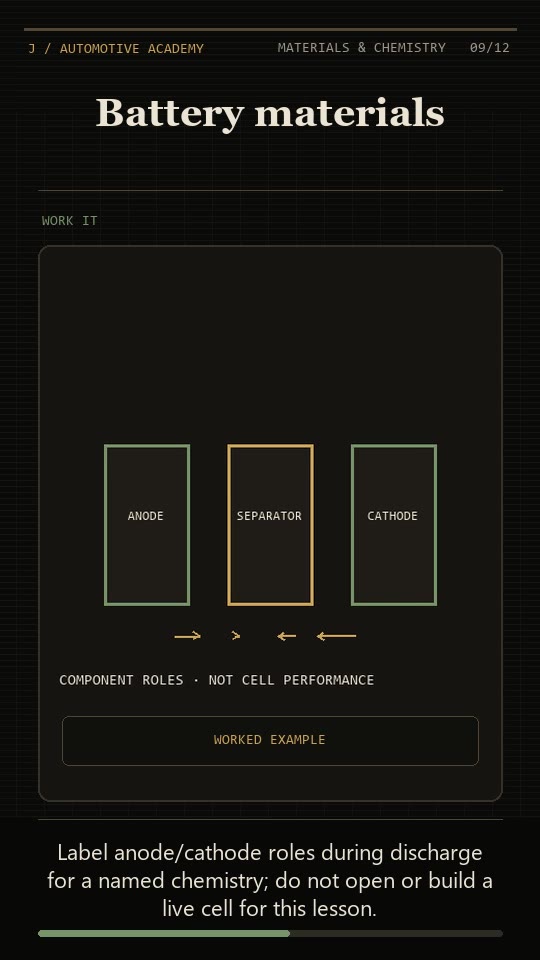 J / AUTOMOTIVE ACADEMY
MATERIALS & CHEMISTRY 09/12
Battery materials
WORK IT
ANODE
SEPARATOR
CATHODE
COMPONENT ROLES · NOT CELL PERFORMANCE
WORKED EXAMPLE
Label anode/cathode roles during discharge
for a named chemistry; do not open or build a
live cell for this lesson.